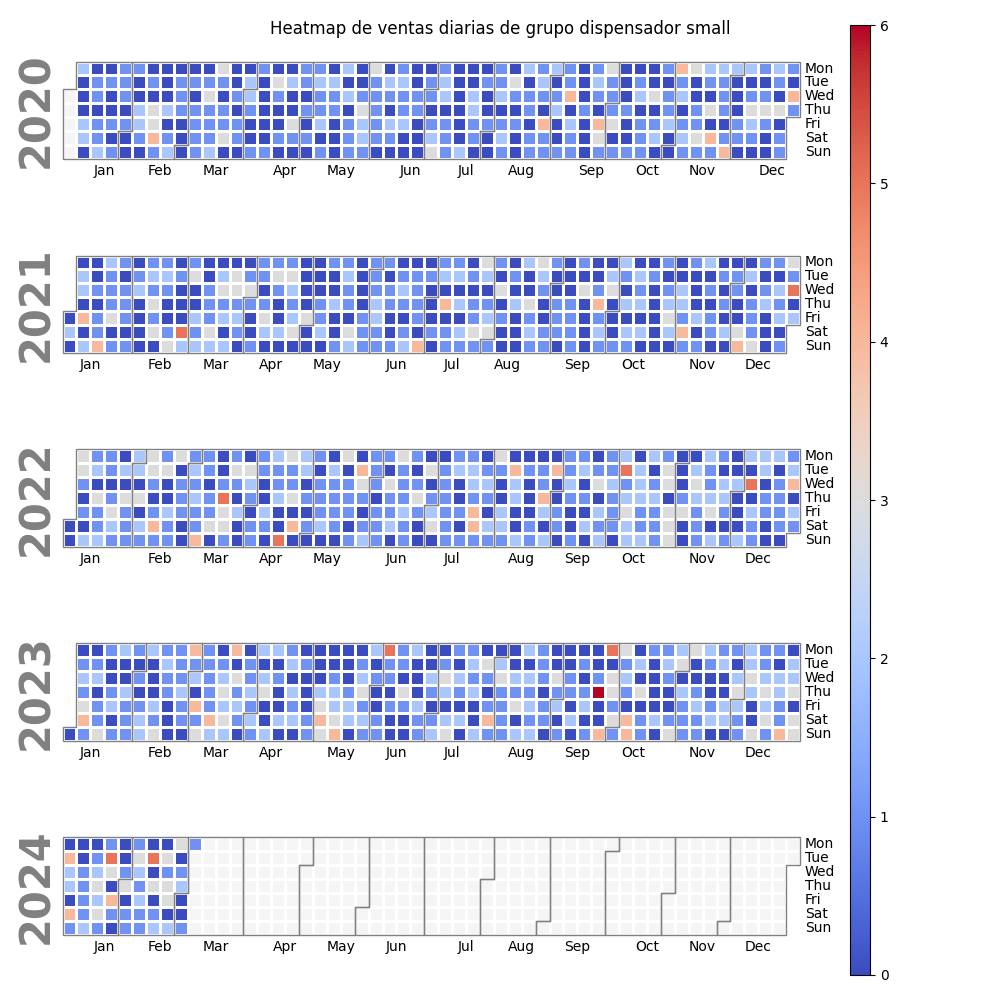 Heatmap de ventas diarias de grupo dispensador small
2020
Mon
Tue
Wed
Thu
Fri
Sat
Sun
Jan Feb Mar Apr May Jun Jul Aug Sep Oct Nov Dec
2021
Mon
Tue
Wed
Thu
Fri
Sat
Sun
Jan Feb Mar Apr May Jun Jul Aug Sep Oct Nov Dec
2022
Mon
Tue
Wed
Thu
Fri
Sat
Sun
Jan Feb Mar Apr May Jun Jul Aug Sep Oct Nov Dec
2023
Mon
Tue
Wed
Thu
Fri
Sat
Sun
Jan Feb Mar Apr May Jun Jul Aug Sep Oct Nov Dec
2024
Mon
Tue
Wed
Thu
Fri
Sat
Sun
Jan Feb Mar Apr May Jun Jul Aug Sep Oct Nov Dec
6
5
4
3
2
1
0